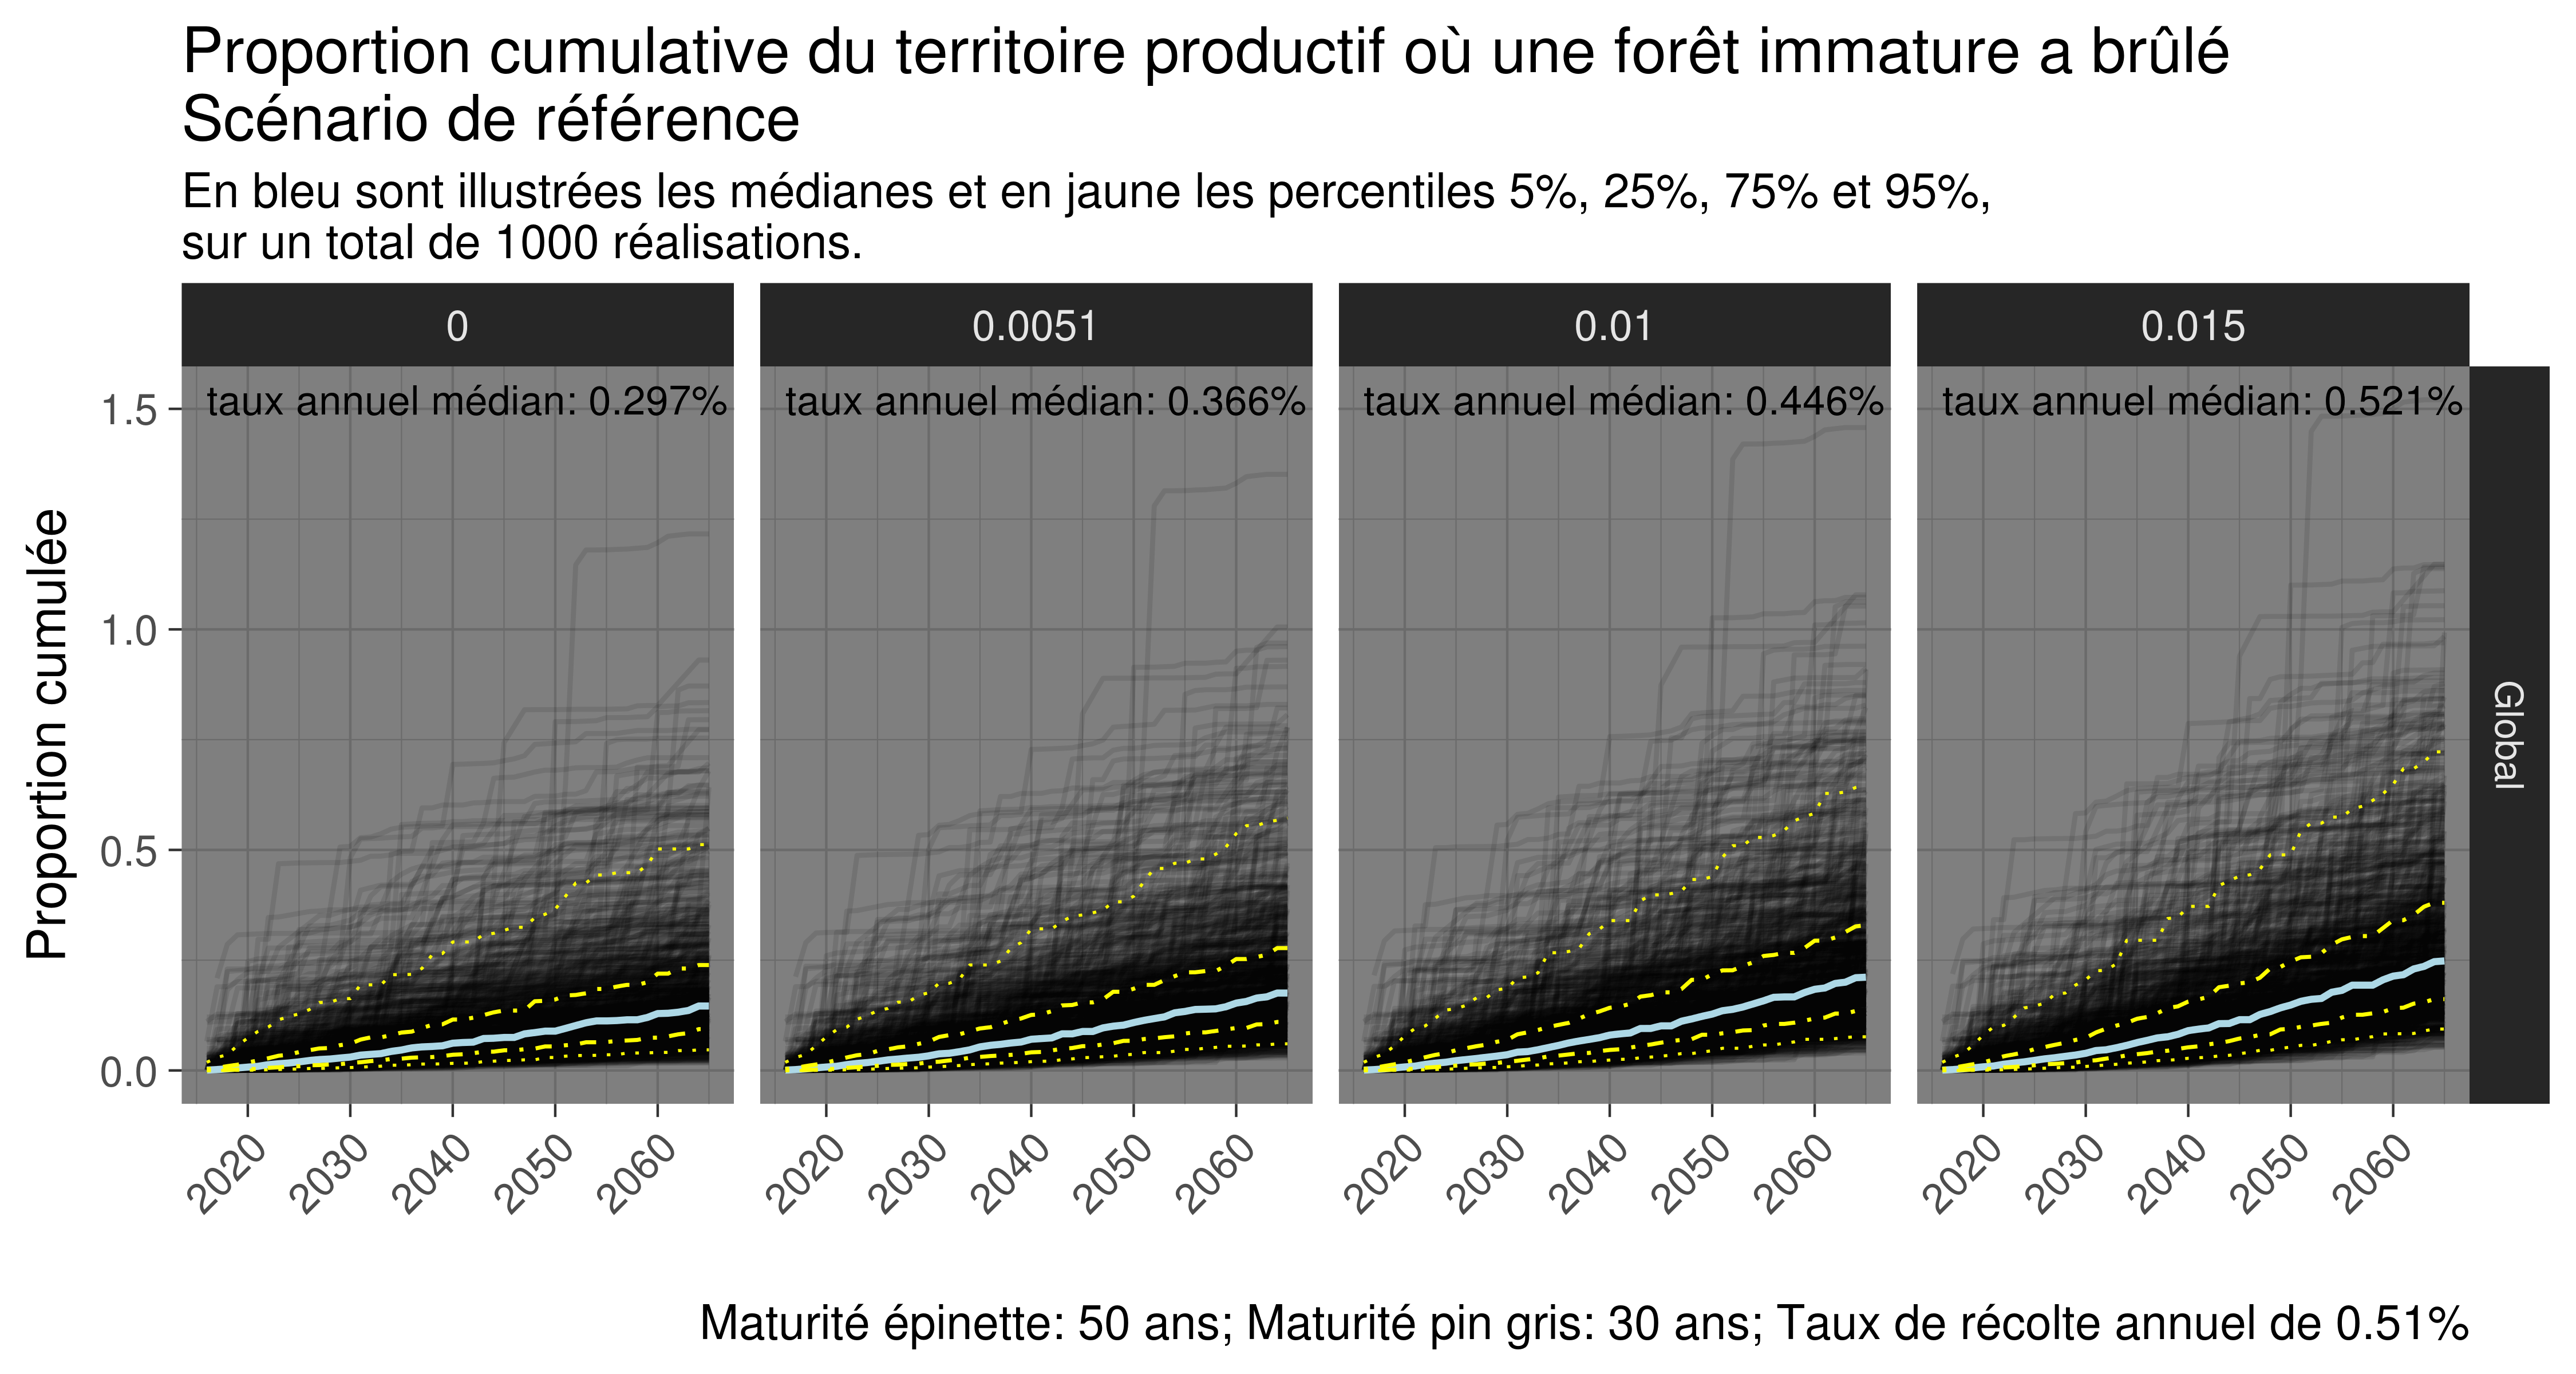 Proportion cumulative du territoire productif où une forêt immature a brûlé
Scénario de référence
En bleu sont illustrées les médianes et en jaune les percentiles 5%, 25%, 75% et 95%,
sur un total de 1000 réalisations.
0 0.0051 0.01 0.015
taux annuel médian: 0.297% taux annuel médian: 0.366% taux annuel médian: 0.446% taux annuel médian: 0.521%
Proportion cumulée
1.5
1.0
0.5
0.0
Global
2020 2030 2040 2050 2060 2020 2030 2040 2050 2060 2020 2030 2040 2050 2060 2020 2030 2040 2050 2060
Maturité épinette: 50 ans; Maturité pin gris: 30 ans; Taux de récolte annuel de 0.51%